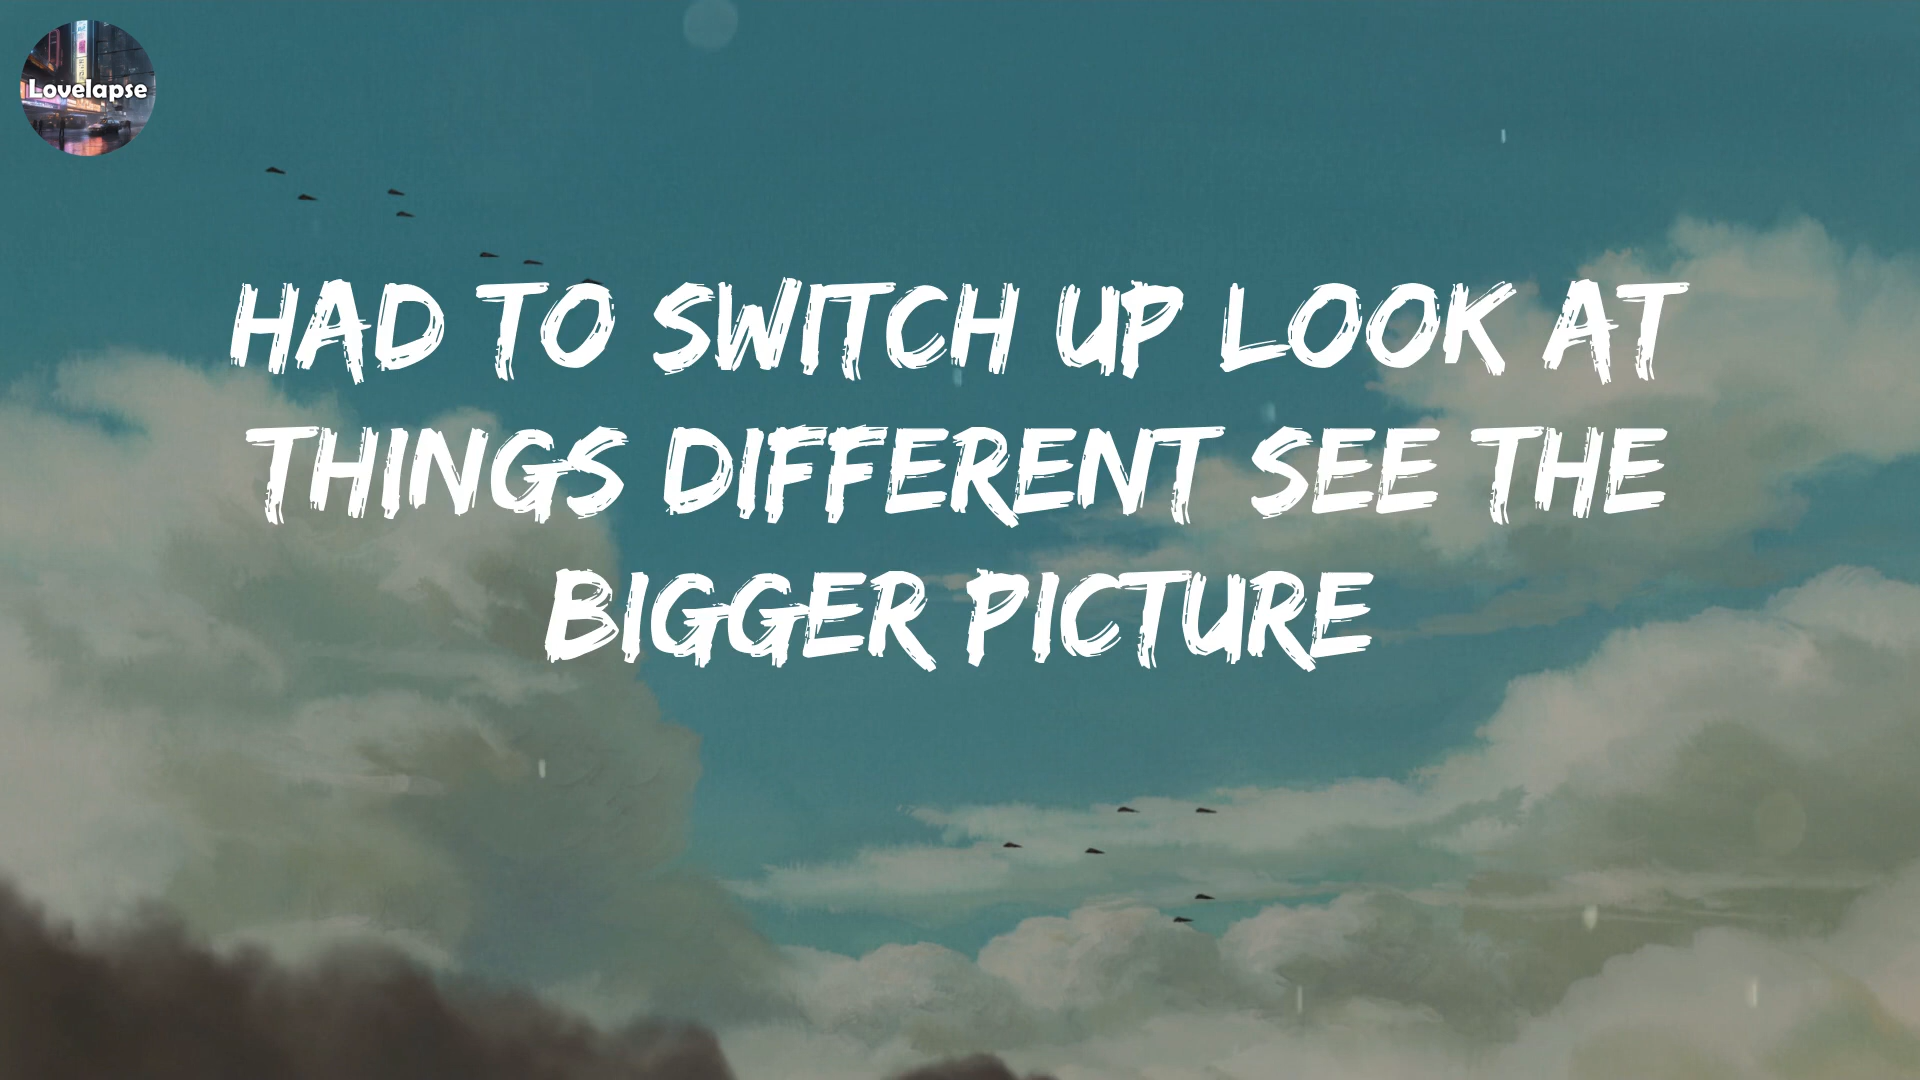 Lovelapse
HAD TO SWITCH UP LOOK AT
THINGS DIFFERENT SEE THE
BIGGER PICTURE